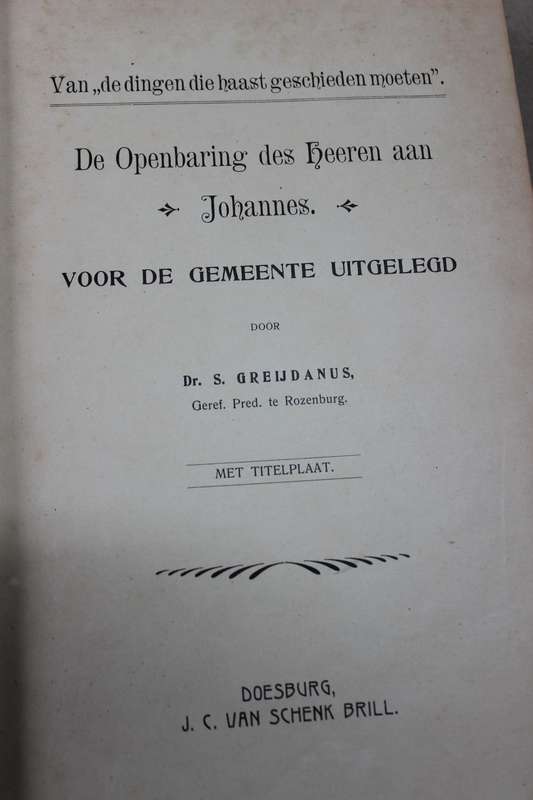 Van „de dingen die haast geschieden moeten”.
De Openbaring des Heeren aan
Johannes.
VOOR DE GEMEENTE UITGELEGD
DOOR
Dr. S. GREIJDANUS,
Geref. Pred. te Rozenburg.
MET TITELPLAAT.
DOESBURG,
J. C. VAN SCHENK BRILL.